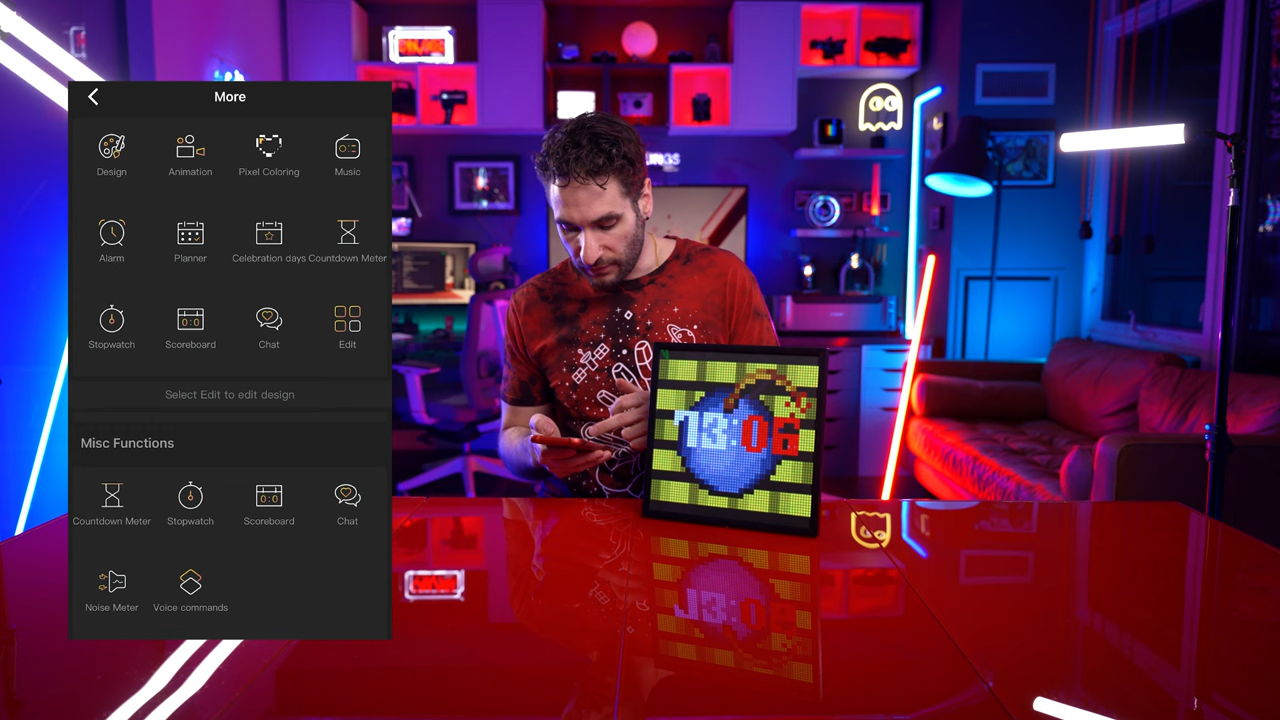 More
Design Animation Pixel Coloring Music
Alarm Planner Celebration days Countdown Meter
Stopwatch Scoreboard Chat Edit
Select Edit to edit design
Misc Functions
Countdown Meter Stopwatch Scoreboard Chat
Noise Meter Voice commands
13:06